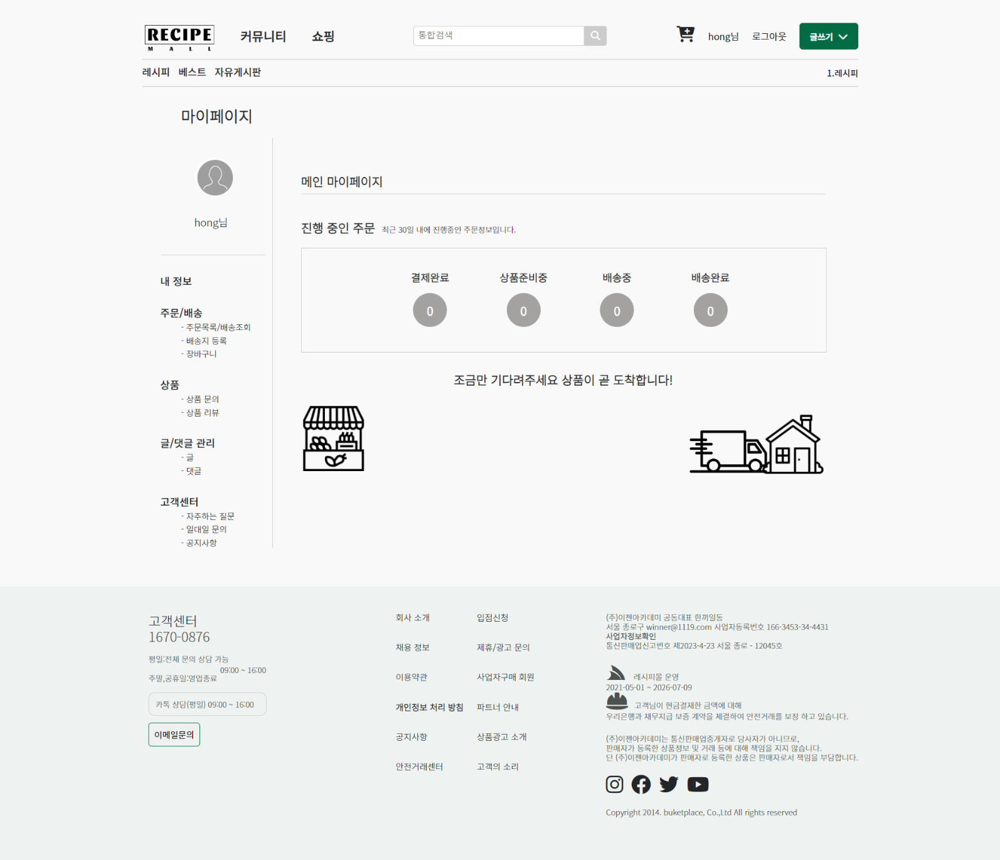 RECIPE
MALL
커뮤니티 쇼핑
통합검색
hong님 로그아웃 글쓰기
레시피 베스트 자유게시판
1.레시피
마이페이지
hong님
내 정보
주문/배송
- 주문목록/배송조회
- 배송지 등록
- 장바구니
상품
- 상품 문의
- 상품 리뷰
글/댓글 관리
- 글
- 댓글
고객센터
- 자주하는 질문
- 일대일 문의
- 공지사항
메인 마이페이지
진행 중인 주문 최근 30일 내에 진행중인 주문정보입니다.
결제완료 상품준비중 배송중 배송완료
0 0 0 0
조금만 기다려주세요 상품이 곧 도착합니다!
고객센터
1670-0876
평일:전체 문의 상담 가능
09:00 ~ 16:00
주말,공휴일:영업종료
카톡 상담(평일) 09:00 ~ 16:00
이메일문의
회사 소개 입점신청
채용 정보 제휴/광고 문의
이용약관 사업자구매 회원
개인정보 처리 방침 파트너 안내
공지사항 상품광고 소개
안전거래센터 고객의 소리
(주)이젠아카데미 공동대표 한끼일동
서울 종로구 winner@1119.com 사업자등록번호 166-3453-34-4431
사업자정보확인
통신판매업신고번호 제2023-4-23 서울 종로 - 12045호
레시피몰 운영
2021-05-01 ~ 2026-07-09
고객님이 현금결재한 금액에 대해
우리은행과 채무지급 보증 계약을 체결하여 안전거래를 보장 하고 있습니다.
(주)이젠아카데미는 통신판매업중개자로 당사자가 아니므로,
판매자가 등록한 상품정보 및 거래 등에 대해 책임을 지지 않습니다.
단 (주)이젠아카데미가 판매자로 등록한 상품은 판매자로서 책임을 부담합니다.
Copyright 2014. buketplace, Co.,Ltd All rights reserved